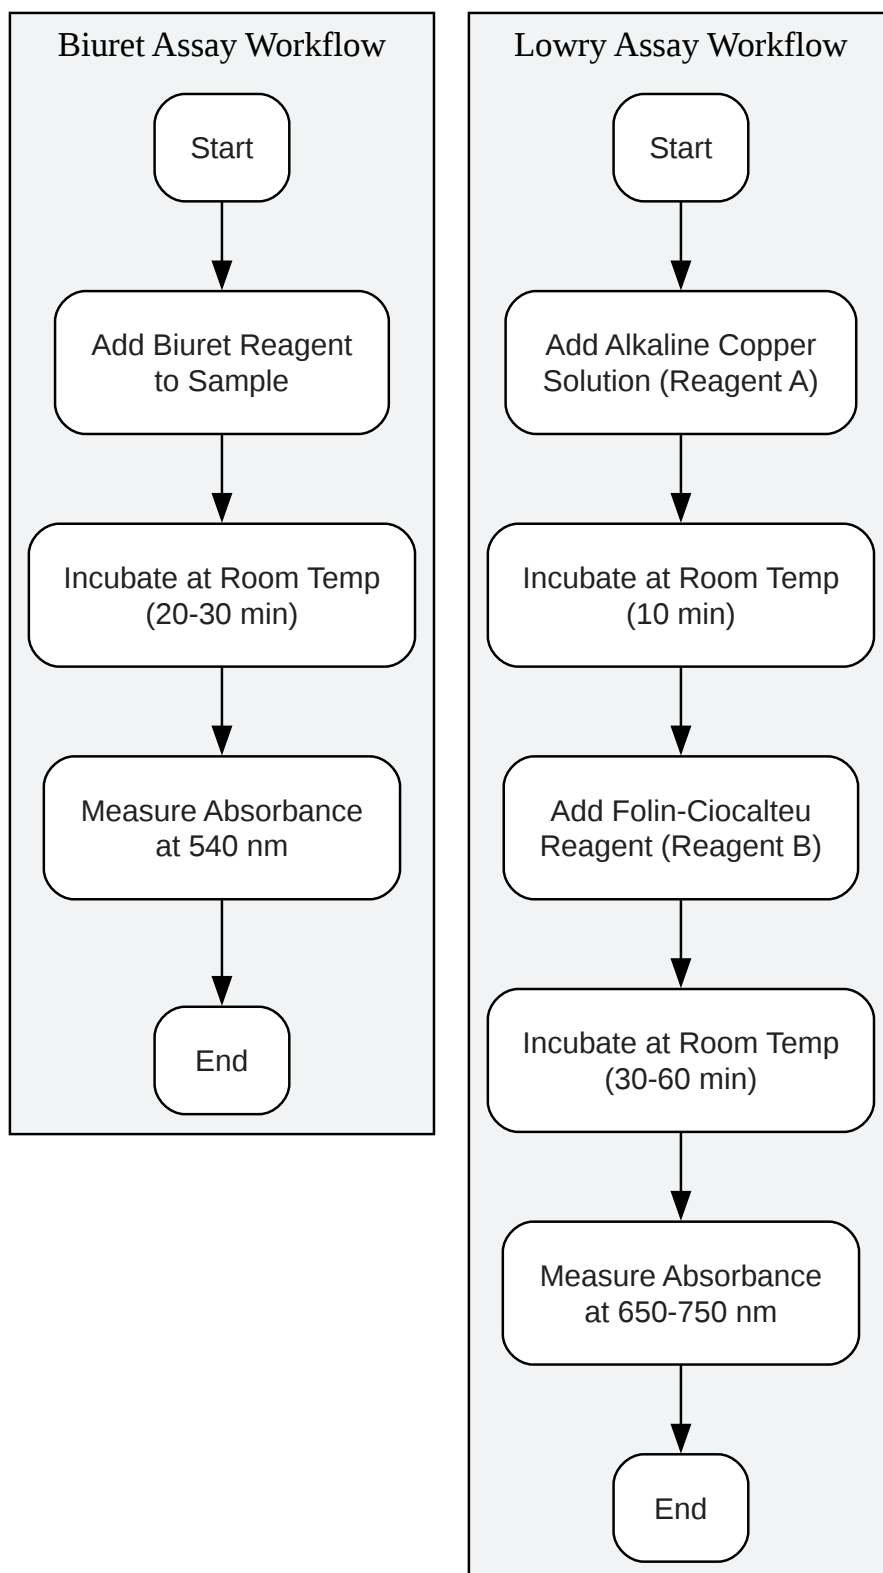 Biuret Assay Workflow
Start
Add Biuret Reagent
to Sample
Incubate at Room Temp
(20-30 min)
Measure Absorbance
at 540 nm
End
Lowry Assay Workflow
Start
Add Alkaline Copper
Solution (Reagent A)
Incubate at Room Temp
(10 min)
Add Folin-Ciocalteu
Reagent (Reagent B)
Incubate at Room Temp
(30-60 min)
Measure Absorbance
at 650-750 nm
End